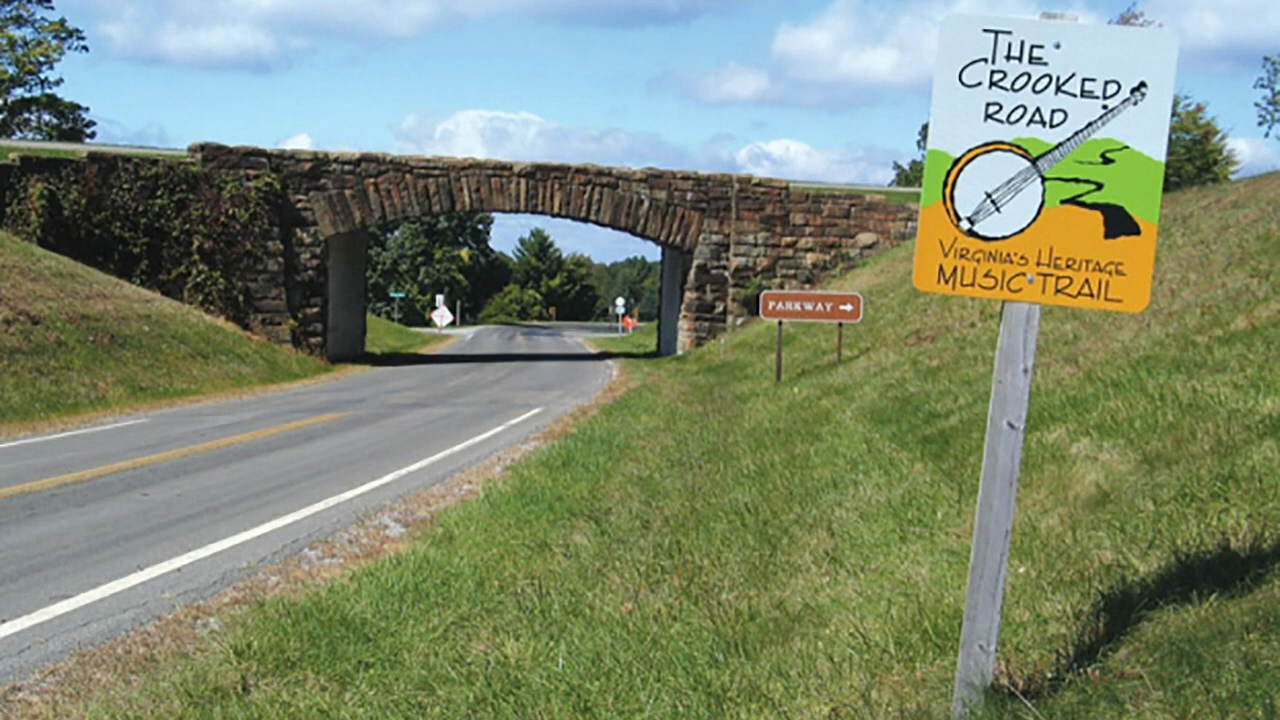 THE
CROOKED
ROAD
VIRGINIA'S HERITAGE
MUSIC TRAIL
PARKWAY →